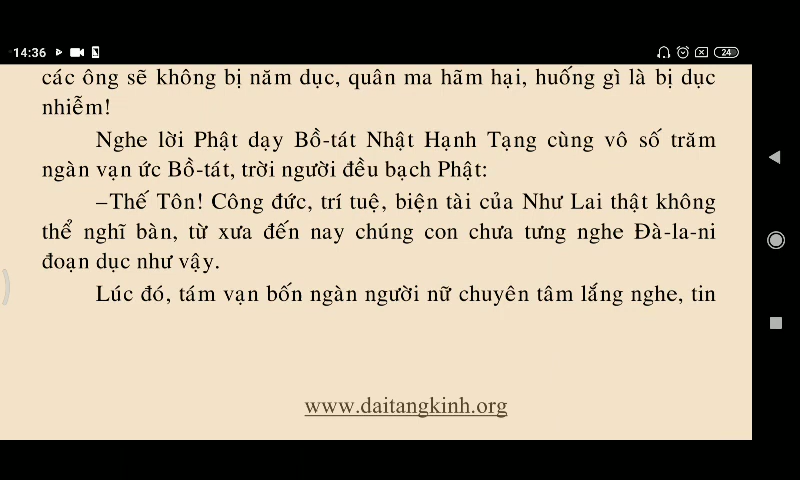 14:36
24
các ông sẽ không bị năm dục, quân ma hãm hại, huống gì là bị dục
nhiễm!
Nghe lời Phật dạy Bồ-tát Nhật Hạnh Tạng cùng vô số trăm
ngàn vạn ức Bồ-tát, trời người đều bạch Phật:
–Thế Tôn! Công đức, trí tuệ, biện tài của Như Lai thật không
thể nghĩ bàn, từ xưa đến nay chúng con chưa tưng nghe Đà-la-ni
đoạn dục như vậy.
Lúc đó, tám vạn bốn ngàn người nữ chuyên tâm lắng nghe, tin
www.daitangkinh.org